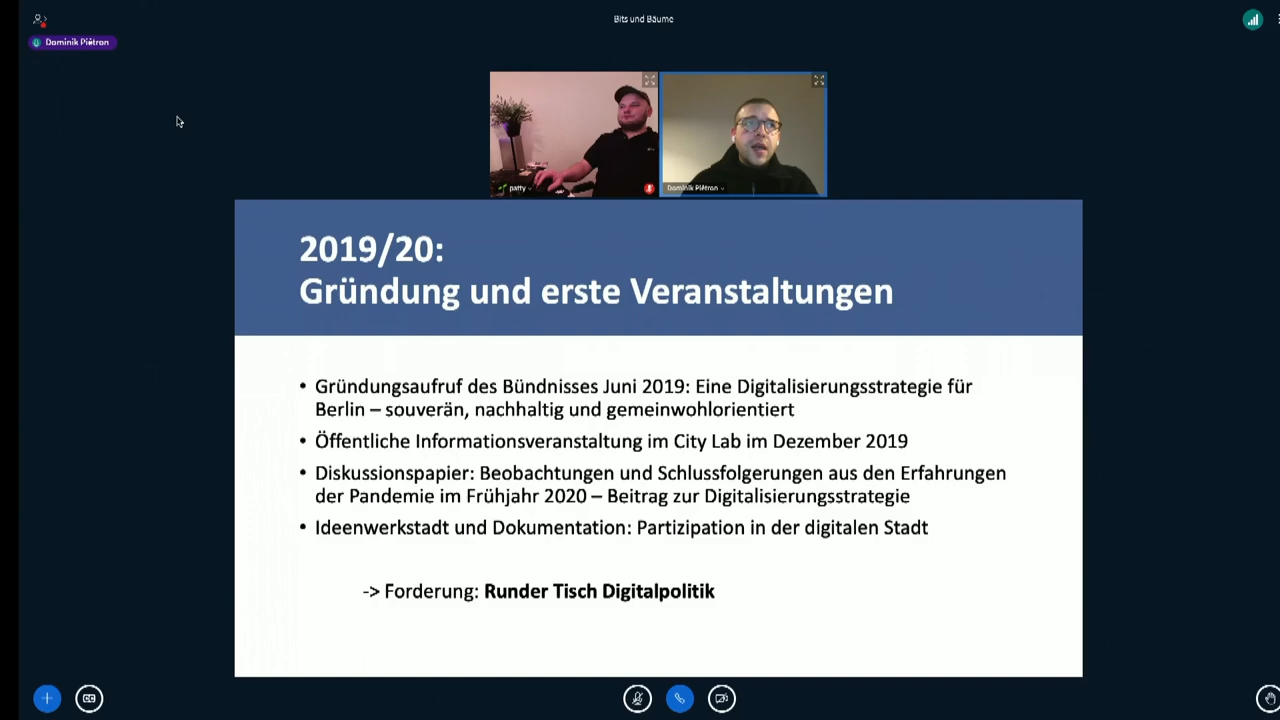 Bits und Bäume
Dominik Piétron
patty
Dominik Piétron
2019/20:
Gründung und erste Veranstaltungen
• Gründungsaufruf des Bündnisses Juni 2019: Eine Digitalisierungsstrategie für
Berlin – souverän, nachhaltig und gemeinwohlorientiert
• Öffentliche Informationsveranstaltung im City Lab im Dezember 2019
• Diskussionspapier: Beobachtungen und Schlussfolgerungen aus den Erfahrungen
der Pandemie im Frühjahr 2020 – Beitrag zur Digitalisierungsstrategie
• Ideenwerkstadt und Dokumentation: Partizipation in der digitalen Stadt
-> Forderung: Runder Tisch Digitalpolitik
CC